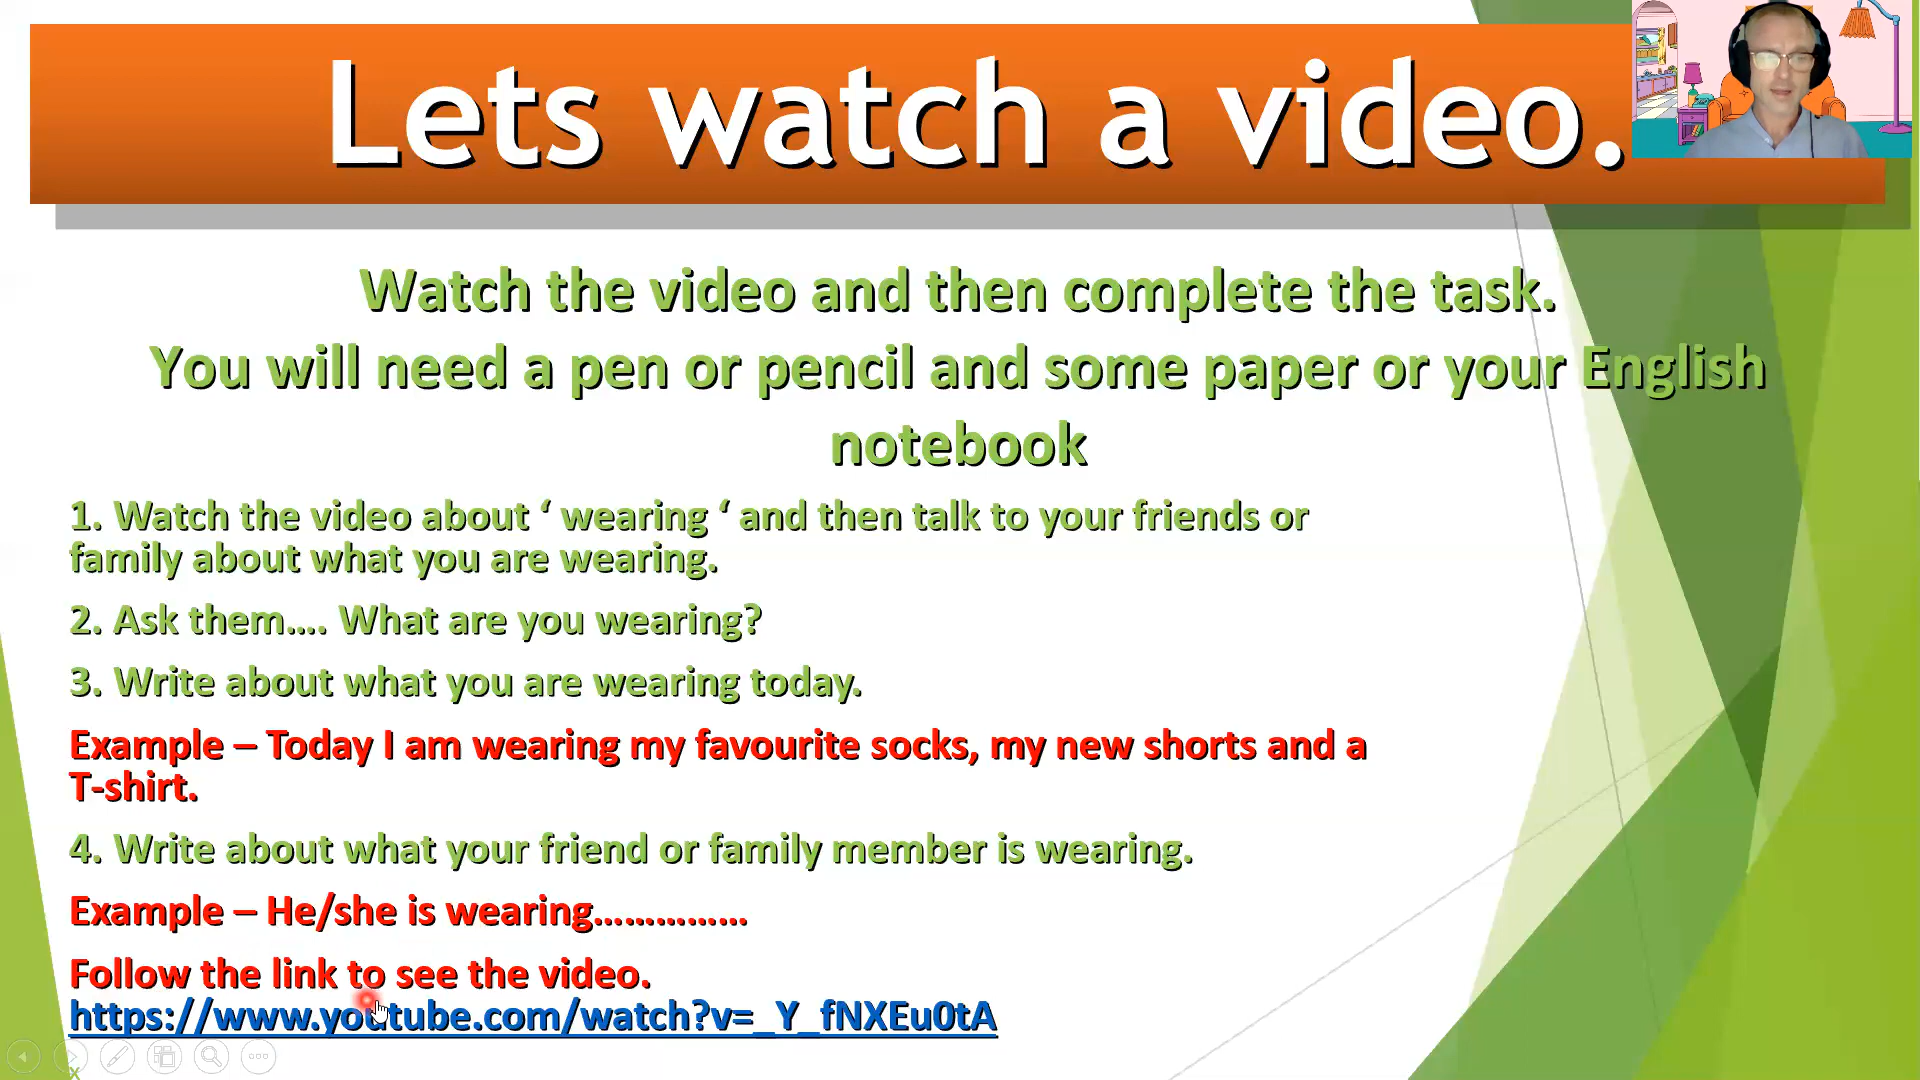 Lets watch a video.
Watch the video and then complete the task.
You will need a pen or pencil and some paper or your English
notebook
1. Watch the video about ‘ wearing ‘ and then talk to your friends or
family about what you are wearing.
2. Ask them…. What are you wearing?
3. Write about what you are wearing today.
Example – Today I am wearing my favourite socks, my new shorts and a
T-shirt.
4. Write about what your friend or family member is wearing.
Example – He/she is wearing……………
Follow the link to see the video.
https://www.youtube.com/watch?v=_Y_fNXEu0tA
x